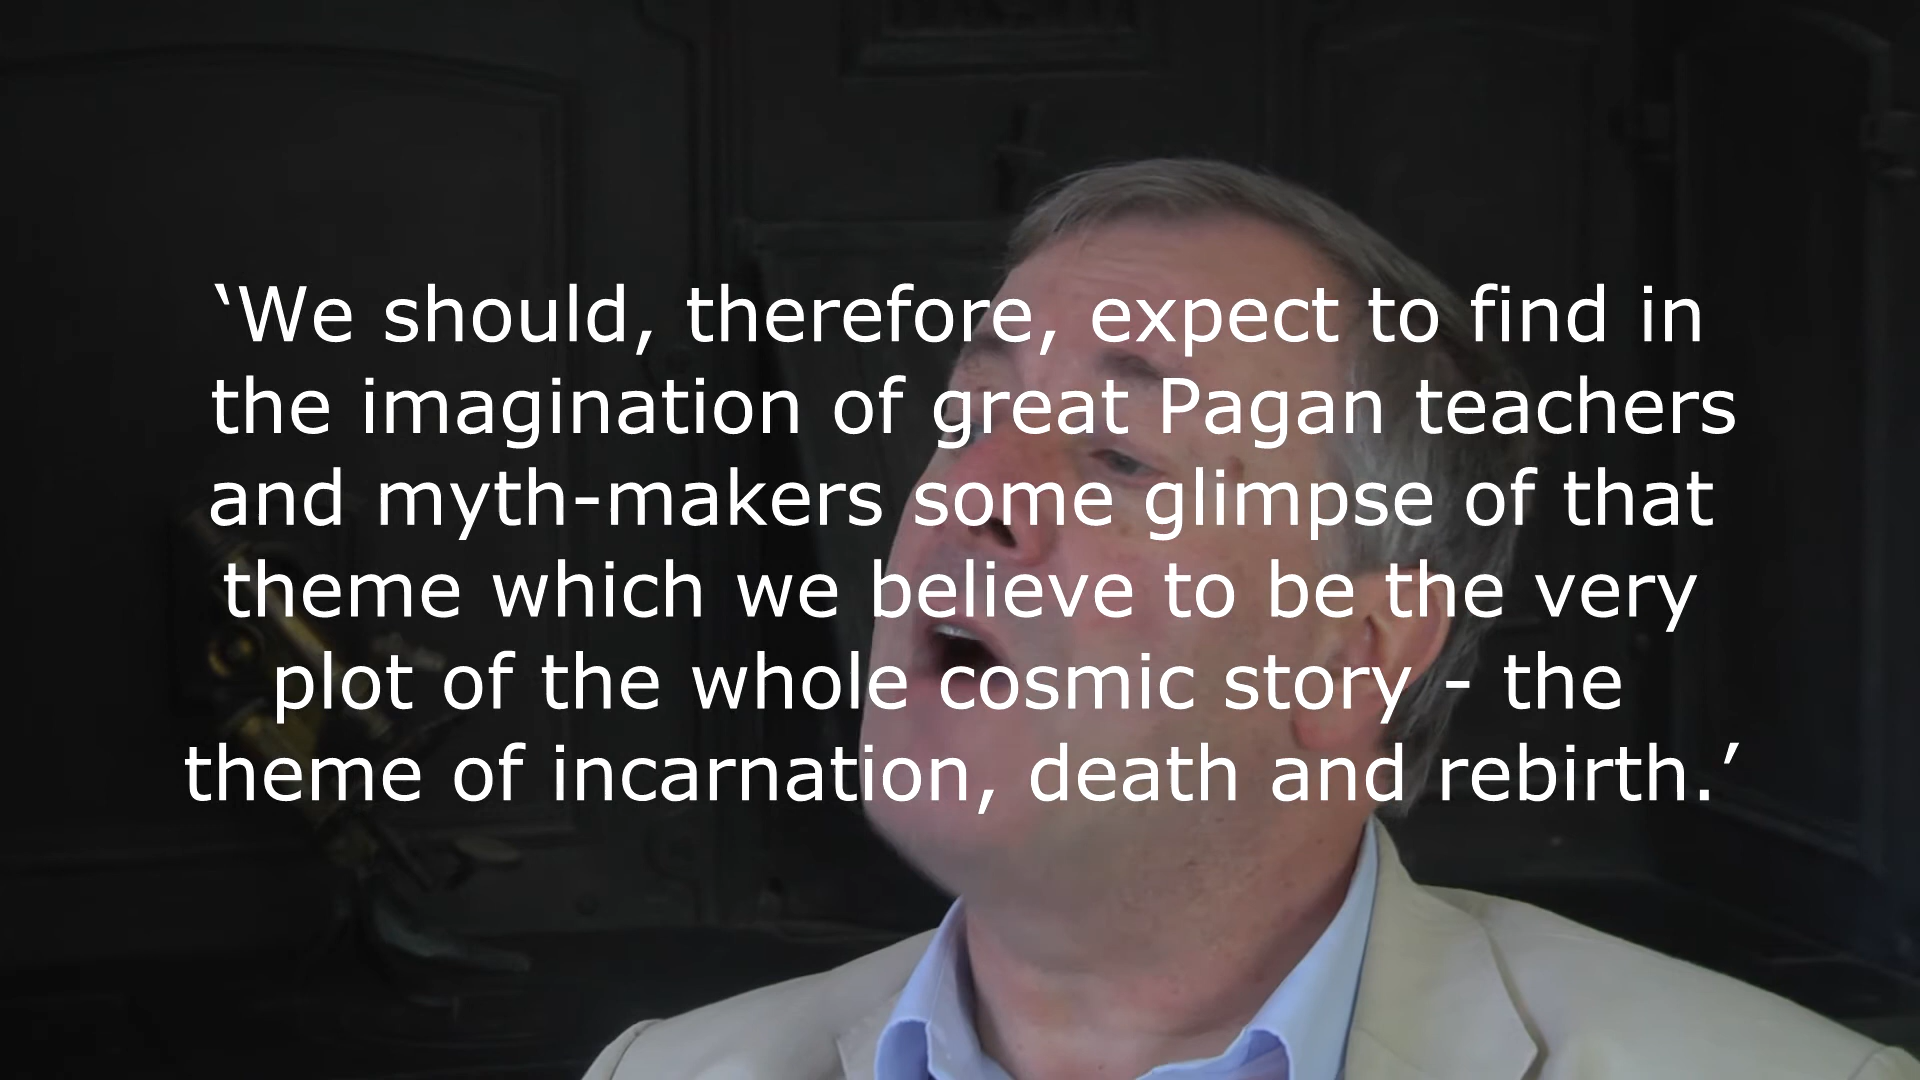 ‘We should, therefore, expect to find in
the imagination of great Pagan teachers
and myth-makers some glimpse of that
theme which we believe to be the very
plot of the whole cosmic story - the
theme of incarnation, death and rebirth.’